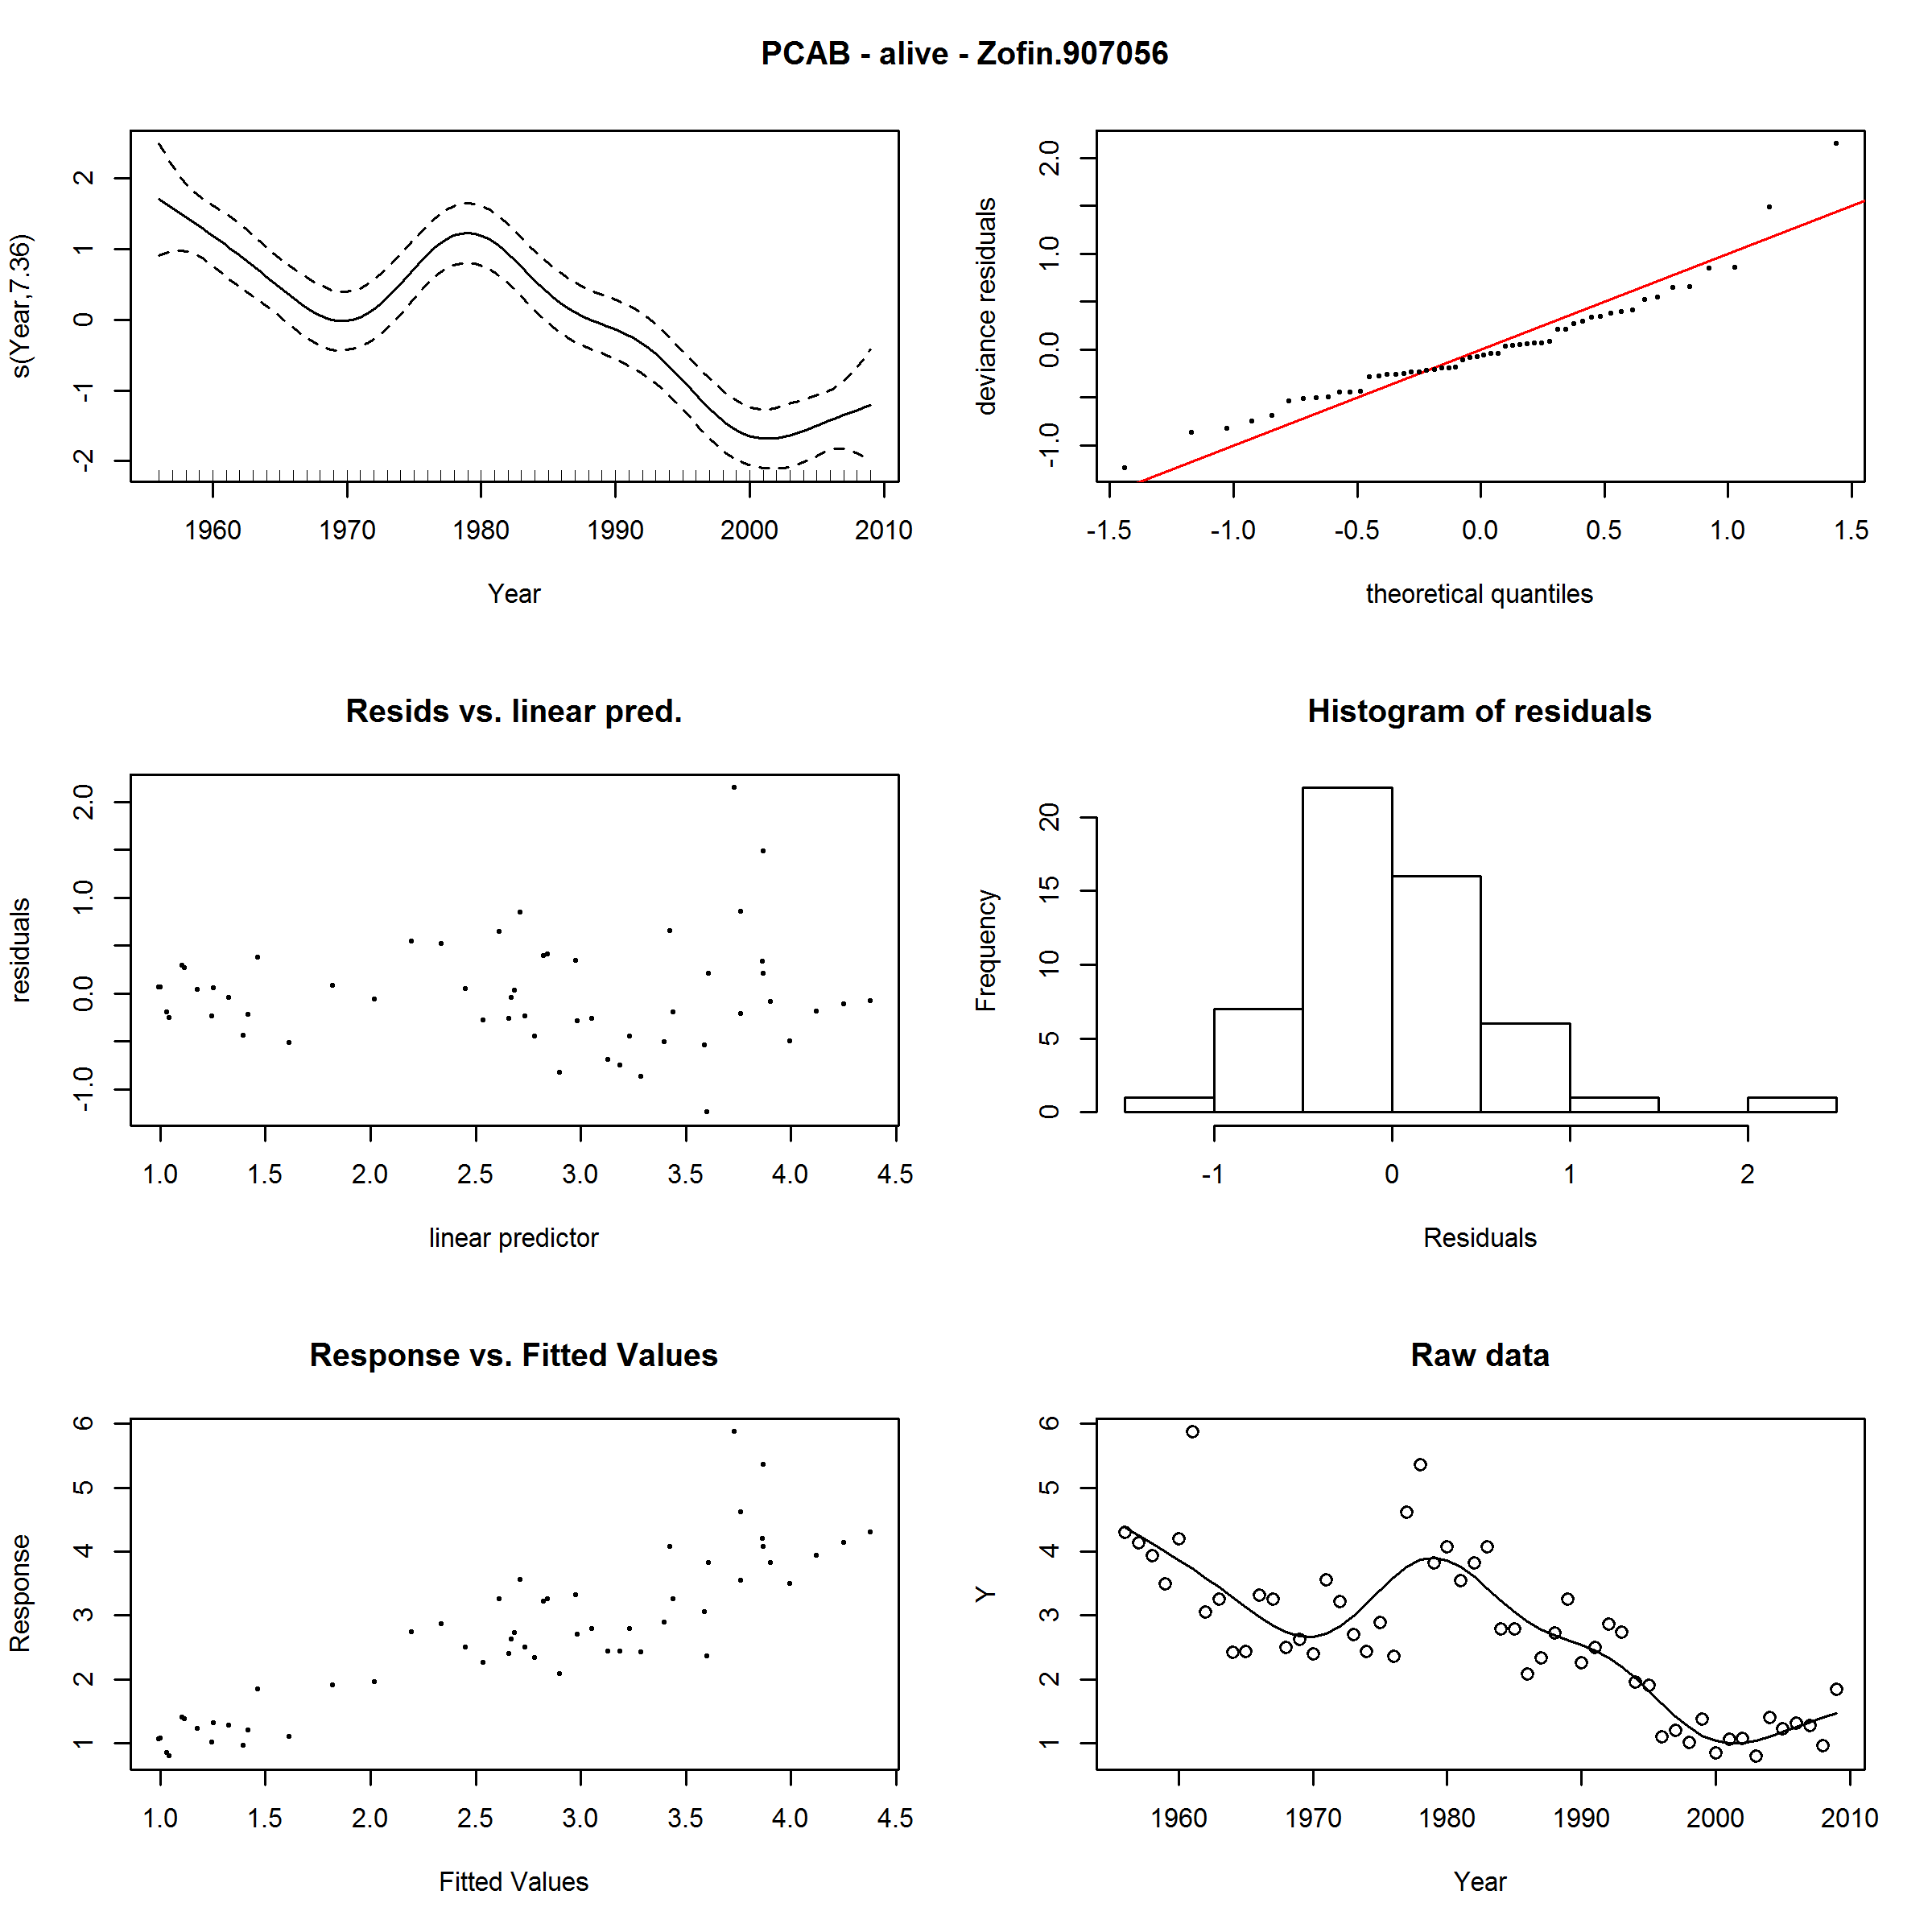 PCAB - alive - Zofin.907056
s(Year,7.36)
2
1
0
-1
-2
1960 1970 1980 1990 2000 2010
Year
deviance residuals
2.0
1.0
0.0
-1.0
-1.5 -1.0 -0.5 0.0 0.5 1.0 1.5
theoretical quantiles
Resids vs. linear pred.
residuals
2.0
1.0
0.0
-1.0
1.0 1.5 2.0 2.5 3.0 3.5 4.0 4.5
linear predictor
Histogram of residuals
Frequency
20
15
10
5
0
-1 0 1 2
Residuals
Response vs. Fitted Values
Response
6
5
4
3
2
1
1.0 1.5 2.0 2.5 3.0 3.5 4.0 4.5
Fitted Values
Raw data
Y
6
5
4
3
2
1
1960 1970 1980 1990 2000 2010
Year